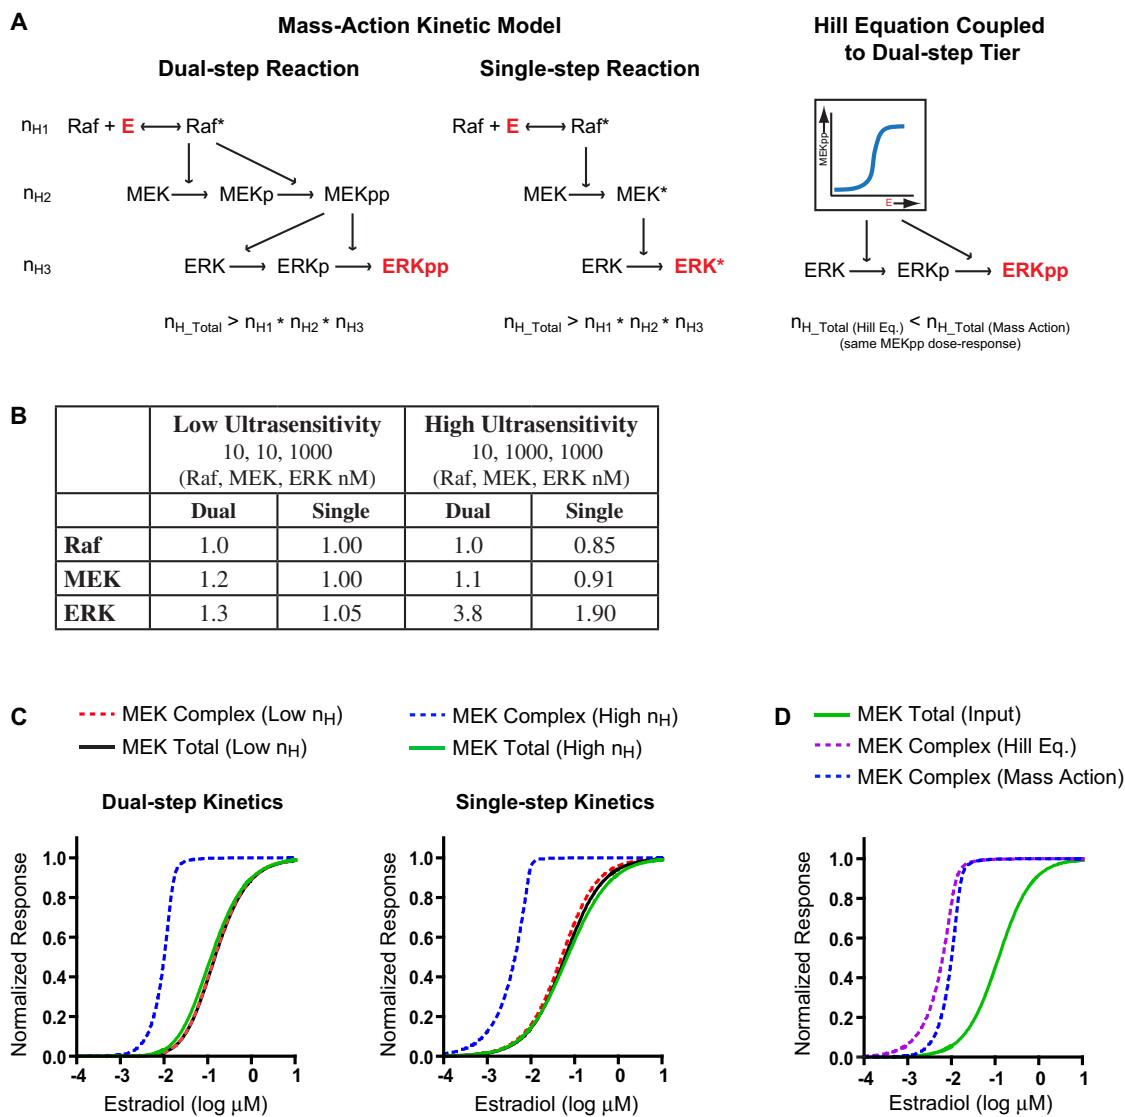 A
Mass-Action Kinetic Model
Hill Equation Coupled
to Dual-step Tier
Dual-step Reaction
Single-step Reaction
nH1 Raf + E Raf*
Raf + E Raf*
MEKpp
E
nH2 MEK MEKp MEKpp
MEK MEK*
nH3 ERK ERKp ERKpp
ERK ERK*
ERK ERKp ERKpp
nH_Total > nH1 * nH2 * nH3
nH_Total > nH1 * nH2 * nH3
nH_Total (Hill Eq.) < nH_Total (Mass Action)
(same MEKpp dose-response)
B
Low Ultrasensitivity
10, 10, 1000
(Raf, MEK, ERK nM)
High Ultrasensitivity
10, 1000, 1000
(Raf, MEK, ERK nM)
Dual Single Dual Single
Raf 1.0 1.00 1.0 0.85
MEK 1.2 1.00 1.1 0.91
ERK 1.3 1.05 3.8 1.90
C
MEK Complex (Low nH)
MEK Total (Low nH)
MEK Complex (High nH)
MEK Total (High nH)
Dual-step Kinetics
Normalized Response
1.0
0.8
0.6
0.4
0.2
0.0
-4 -3 -2 -1 0 1
Estradiol (log μM)
Single-step Kinetics
Normalized Response
1.0
0.8
0.6
0.4
0.2
0.0
-4 -3 -2 -1 0 1
Estradiol (log μM)
D
MEK Total (Input)
MEK Complex (Hill Eq.)
MEK Complex (Mass Action)
Normalized Response
1.0
0.8
0.6
0.4
0.2
0.0
-4 -3 -2 -1 0 1
Estradiol (log μM)